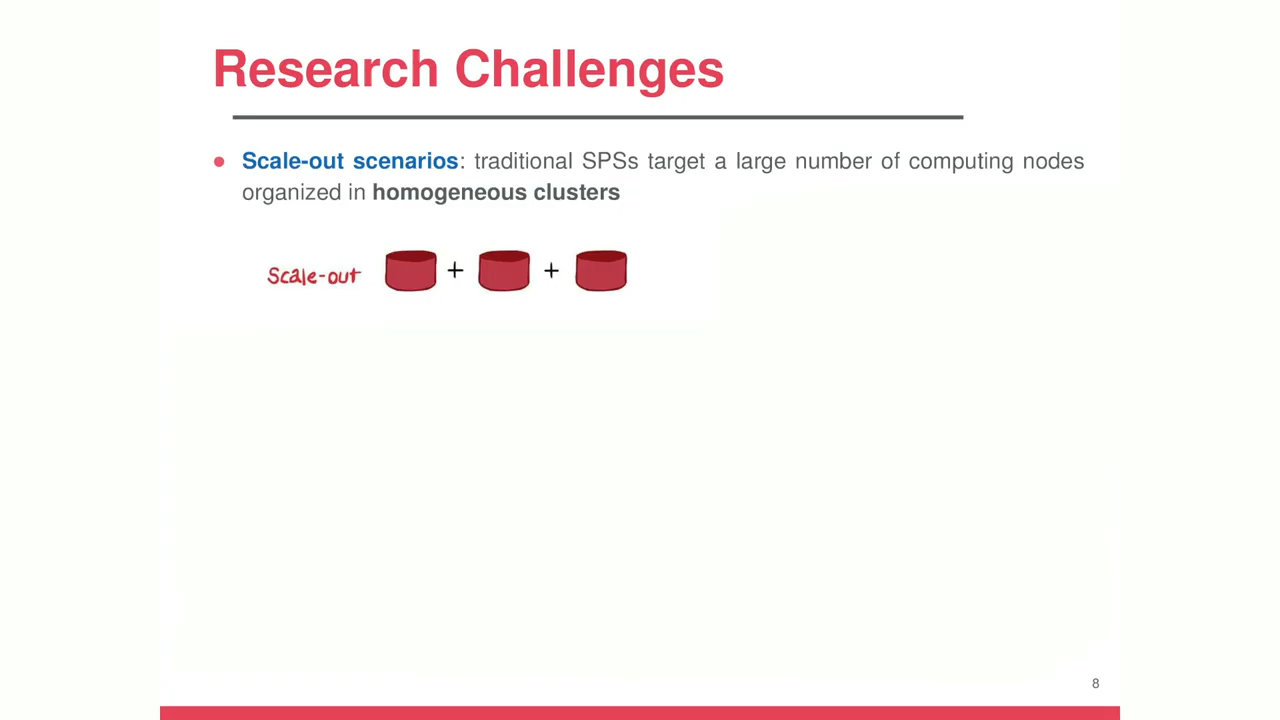 Research Challenges
● Scale-out scenarios: traditional SPSs target a large number of computing nodes
organized in homogeneous clusters
Scale-out + +
8